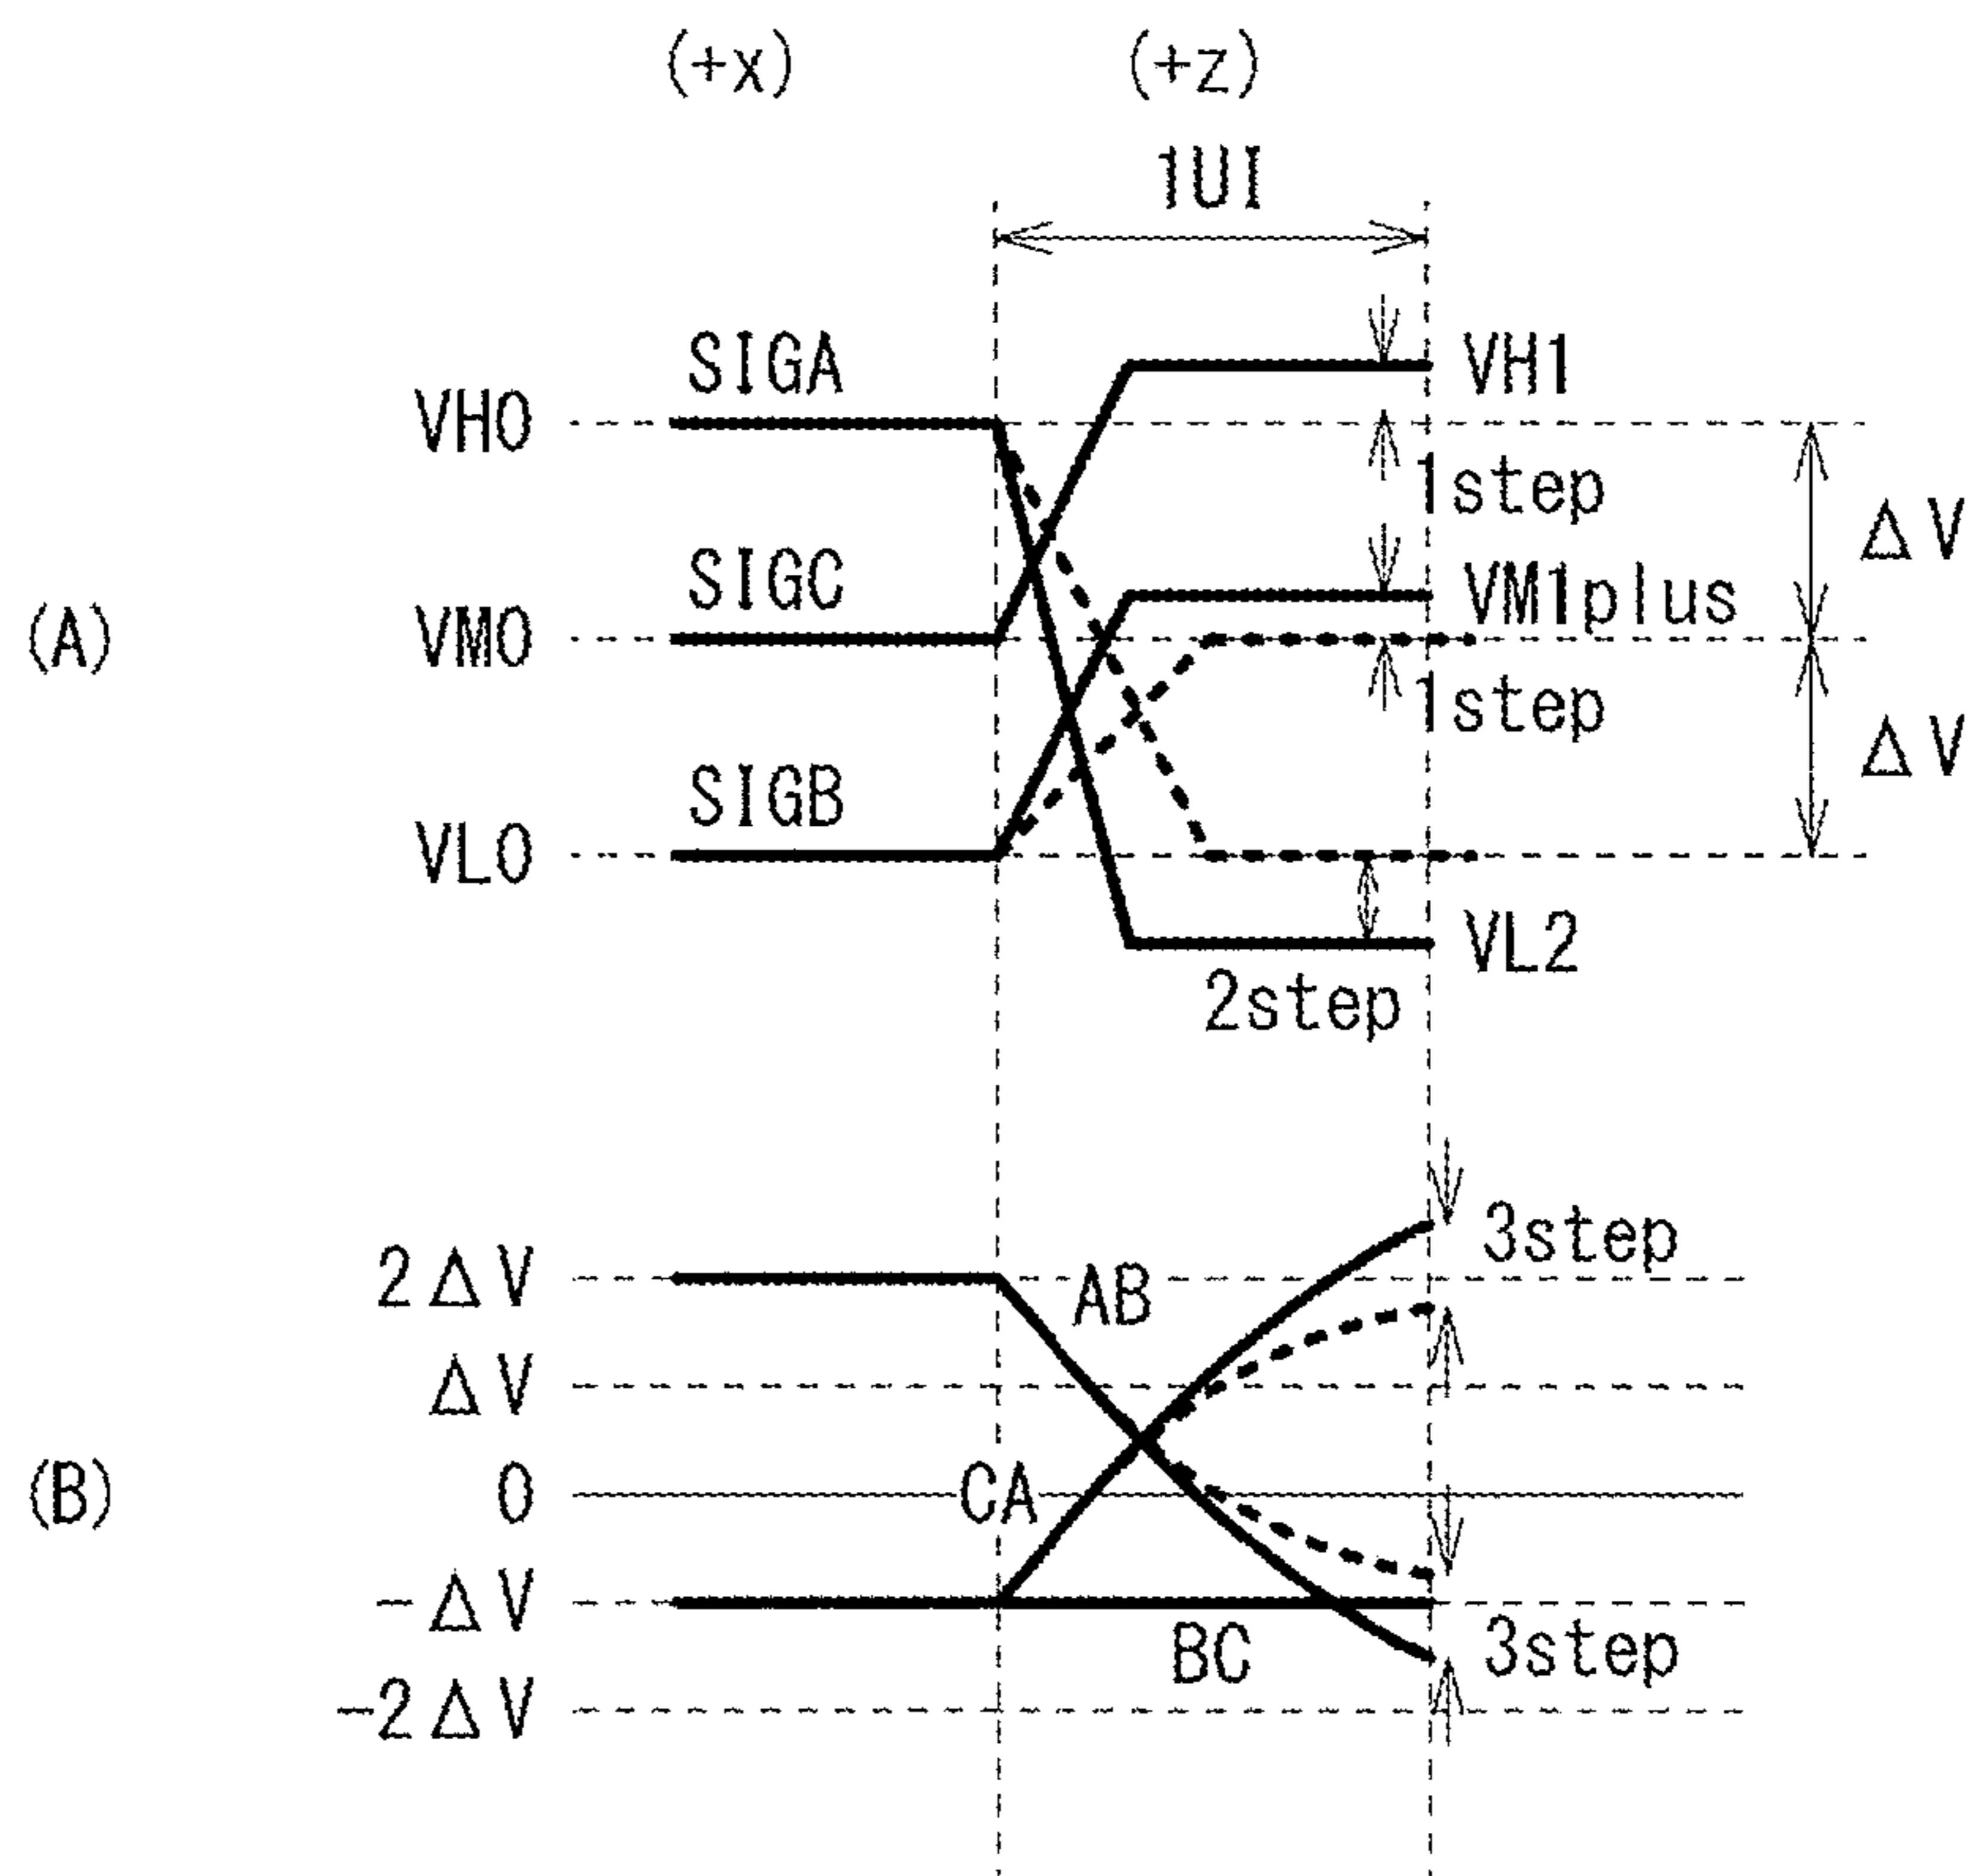 (+x) (+z)
1UI
SIGA VH1
VH0
1step
ΔV
SIGC VM1plus
(A) VM0
1step
ΔV
SIGB
VL0
VL2
2step
3step
2ΔV AB
ΔV
(B) 0 CA
-ΔV
BC 3step
-2ΔV